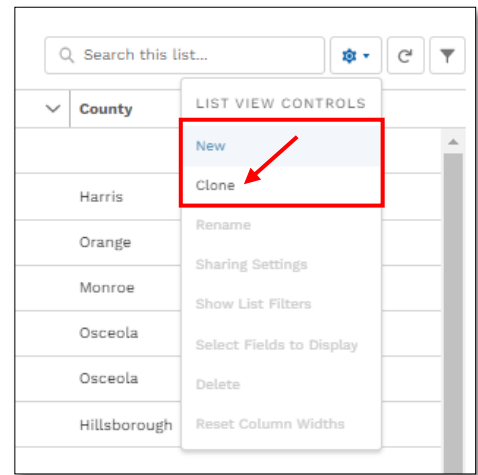 Search this list...
County
LIST VIEW CONTROLS
New
Clone
Rename
Sharing Settings
Show List Filters
Select Fields to Display
Delete
Reset Column Widths
Harris
Orange
Monroe
Osceola
Osceola
Hillsborough